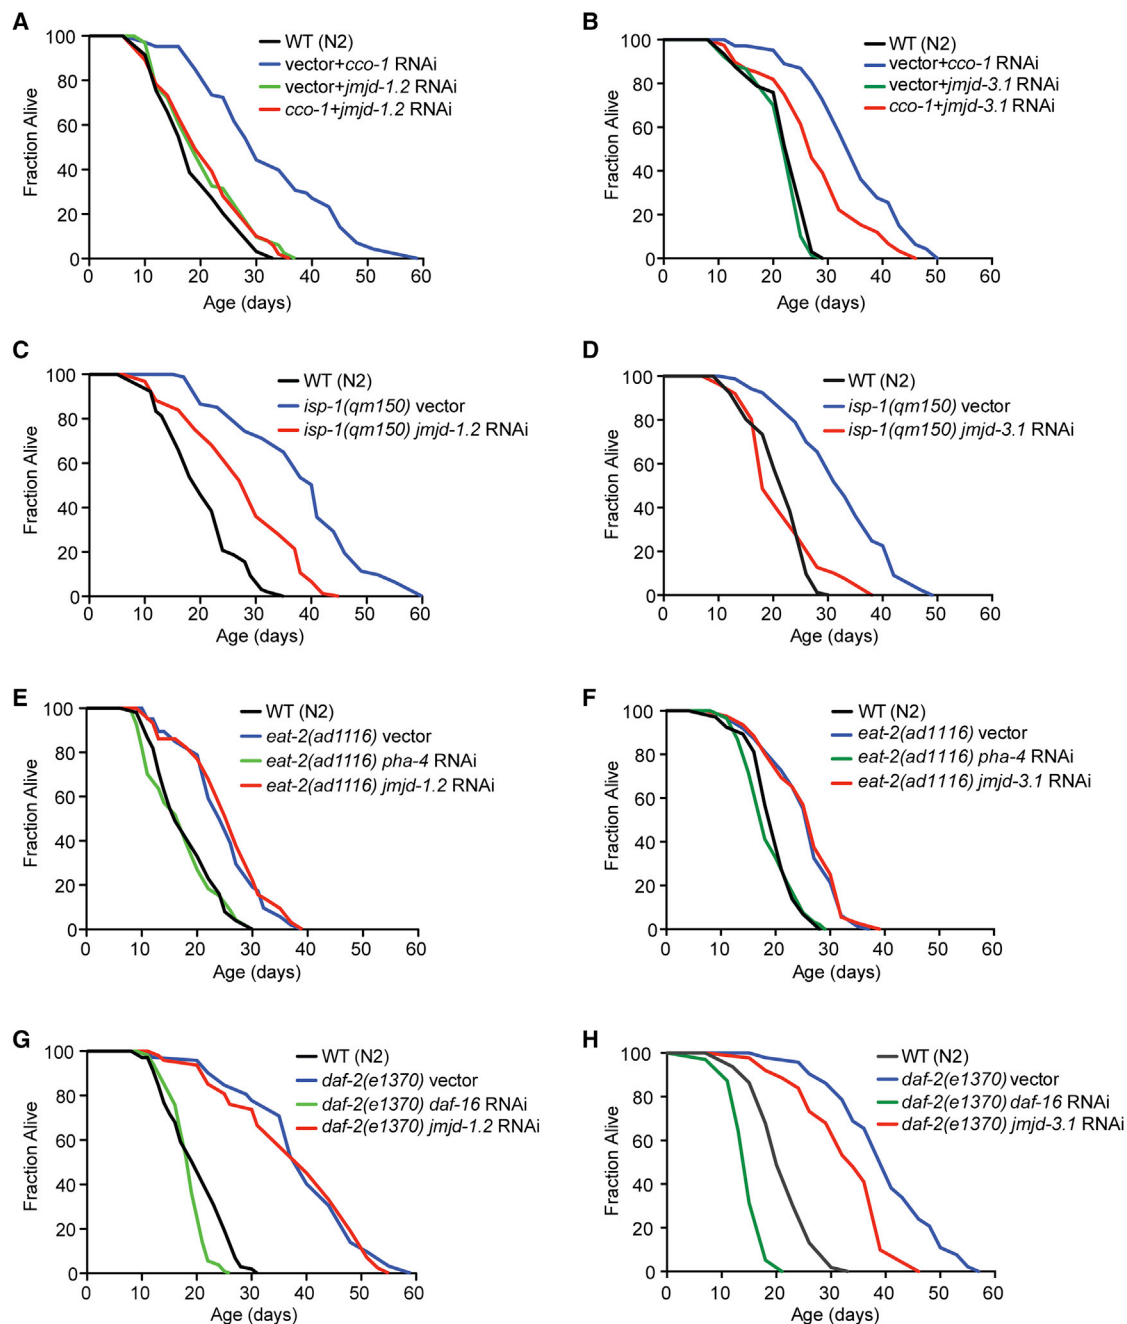 A
WT (N2)
vector+cco-1 RNAi
vector+jmjd-1.2 RNAi
cco-1+jmjd-1.2 RNAi
Fraction Alive
100
80
60
40
20
0
0 10 20 30 40 50 60
Age (days)
B
WT (N2)
vector+cco-1 RNAi
vector+jmjd-3.1 RNAi
cco-1+jmjd-3.1 RNAi
Fraction Alive
100
80
60
40
20
0
0 10 20 30 40 50 60
Age (days)
C
WT (N2)
isp-1(qm150) vector
isp-1(qm150) jmjd-1.2 RNAi
Fraction Alive
100
80
60
40
20
0
0 10 20 30 40 50 60
Age (days)
D
WT (N2)
isp-1(qm150) vector
isp-1(qm150) jmjd-3.1 RNAi
Fraction Alive
100
80
60
40
20
0
0 10 20 30 40 50 60
Age (days)
E
WT (N2)
eat-2(ad1116) vector
eat-2(ad1116) pha-4 RNAi
eat-2(ad1116) jmjd-1.2 RNAi
Fraction Alive
100
80
60
40
20
0
0 10 20 30 40 50 60
Age (days)
F
WT (N2)
eat-2(ad1116) vector
eat-2(ad1116) pha-4 RNAi
eat-2(ad1116) jmjd-3.1 RNAi
Fraction Alive
100
80
60
40
20
0
0 10 20 30 40 50 60
Age (days)
G
WT (N2)
daf-2(e1370) vector
daf-2(e1370) daf-16 RNAi
daf-2(e1370) jmjd-1.2 RNAi
Fraction Alive
100
80
60
40
20
0
0 10 20 30 40 50 60
Age (days)
H
WT (N2)
daf-2(e1370) vector
daf-2(e1370) daf-16 RNAi
daf-2(e1370) jmjd-3.1 RNAi
Fraction Alive
100
80
60
40
20
0
0 10 20 30 40 50 60
Age (days)